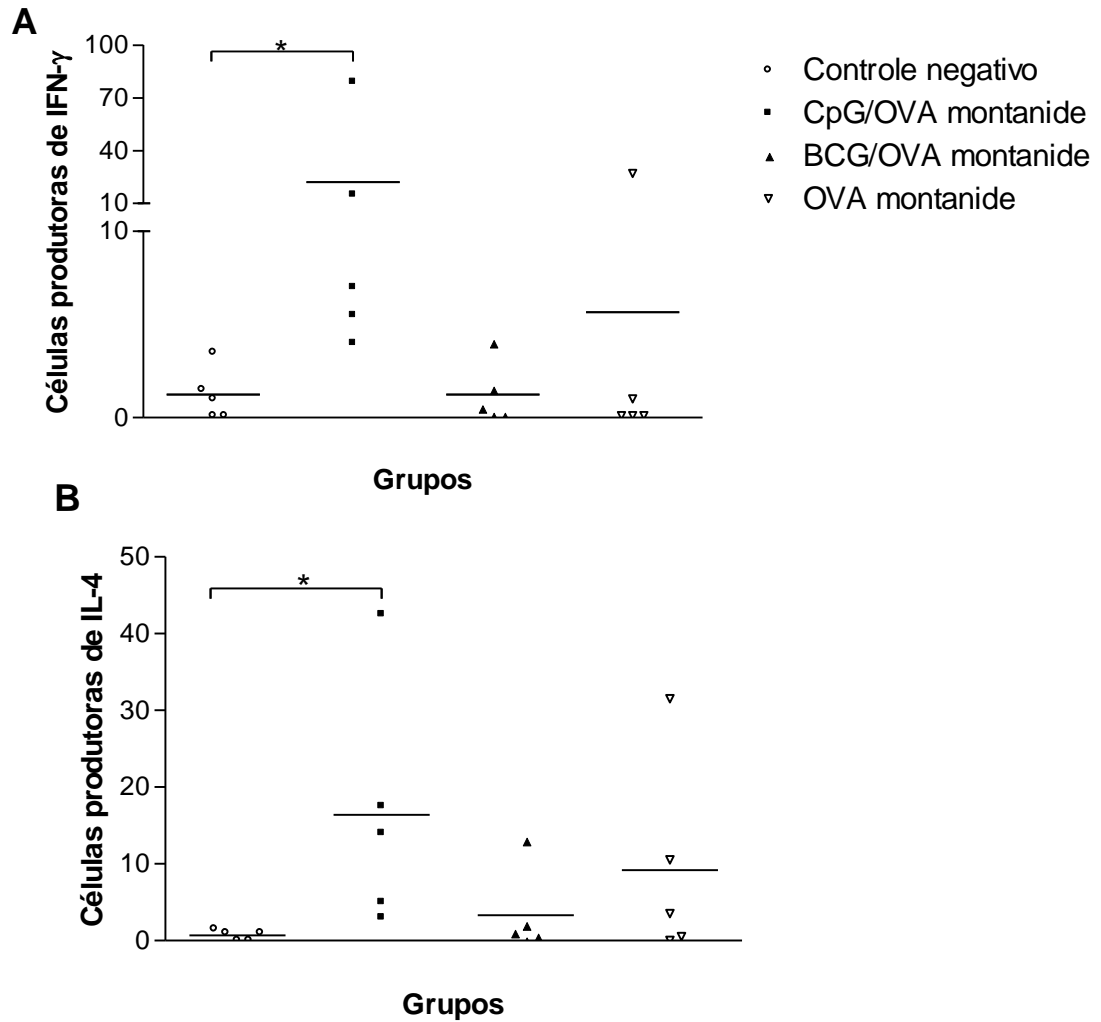 A
Células produtoras de IFN-γ
100
70
40
10
10
0
*
Grupos
Controle negativo
CpG/OVA montanide
BCG/OVA montanide
OVA montanide
B
Células produtoras de IL-4
50
40
30
20
10
0
*
Grupos